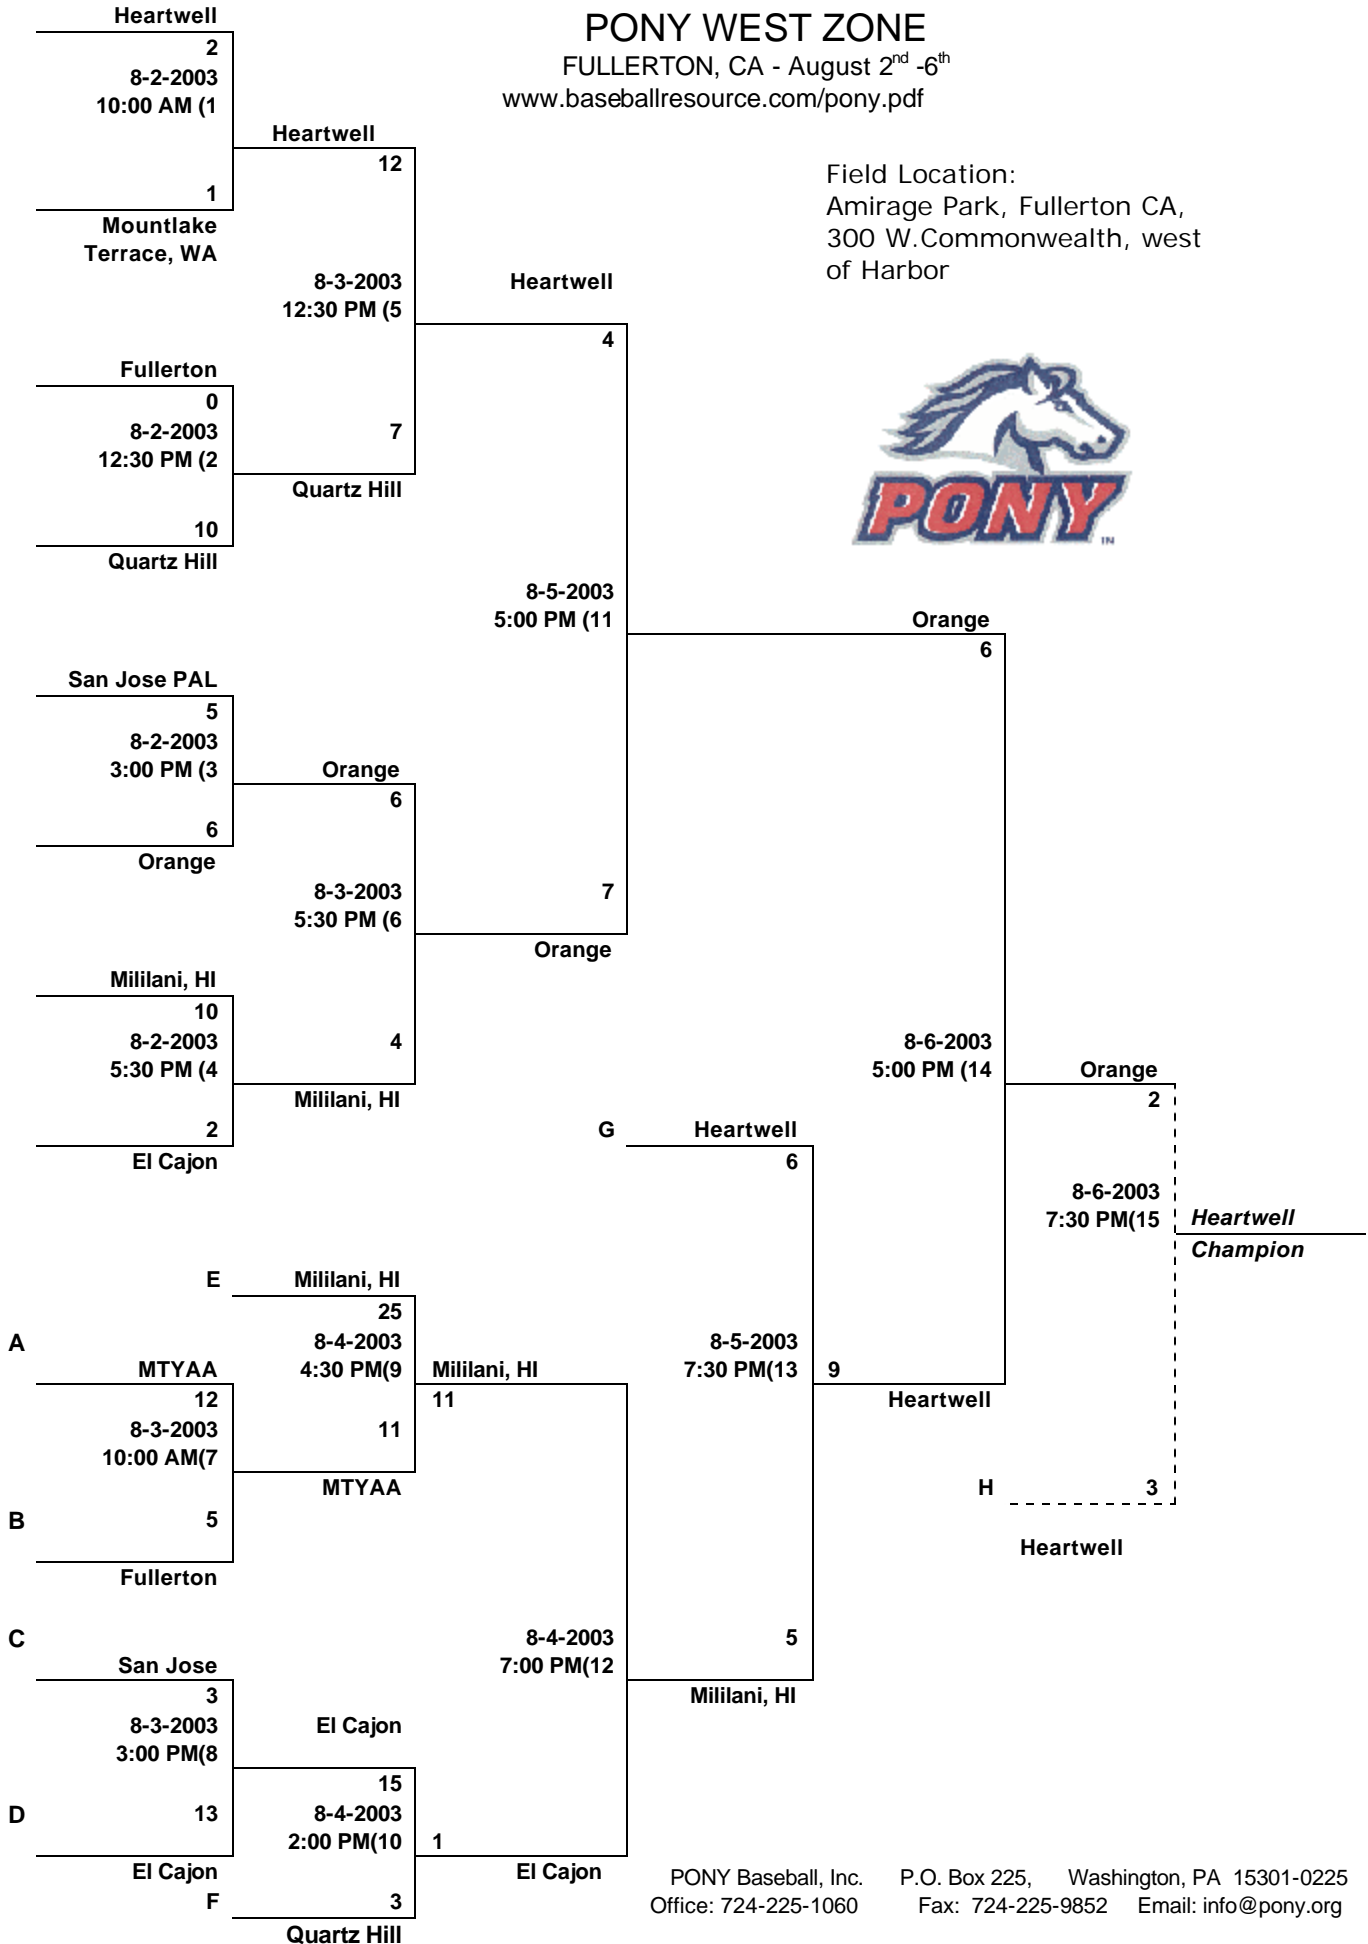 PONY WEST ZONE
FULLERTON, CA - August 2nd -6th
www.baseballresource.com/pony.pdf
Field Location:
Amirage Park, Fullerton CA,
300 W.Commonwealth, west
of Harbor
PONY
Heartwell
2
8-2-2003
10:00 AM (1
1
Mountlake
Terrace, WA
Heartwell
12
8-3-2003
12:30 PM (5
7
Quartz Hill
Fullerton
0
8-2-2003
12:30 PM (2
10
Quartz Hill
Heartwell
4
8-5-2003
5:00 PM (11
7
Orange
San Jose PAL
5
8-2-2003
3:00 PM (3
6
Orange
Orange
6
8-3-2003
5:30 PM (6
4
Mililani, HI
Mililani, HI
10
8-2-2003
5:30 PM (4
2
El Cajon
Orange
6
8-6-2003
5:00 PM (14
9
Heartwell
Orange
2
8-6-2003
7:30 PM(15
H 3
Heartwell
Heartwell
Champion
G Heartwell
6
8-5-2003
7:30 PM(13
5
Mililani, HI
E Mililani, HI
25
8-4-2003
4:30 PM(9
11
MTYAA
A
MTYAA
12
8-3-2003
10:00 AM(7
B 5
Fullerton
Mililani, HI
11
8-4-2003
7:00 PM(12
1
El Cajon
C
San Jose
3
8-3-2003
3:00 PM(8
D 13
El Cajon
El Cajon
15
8-4-2003
2:00 PM(10
F 3
Quartz Hill
PONY Baseball, Inc. P.O. Box 225, Washington, PA 15301-0225
Office: 724-225-1060 Fax: 724-225-9852 Email: info@pony.org